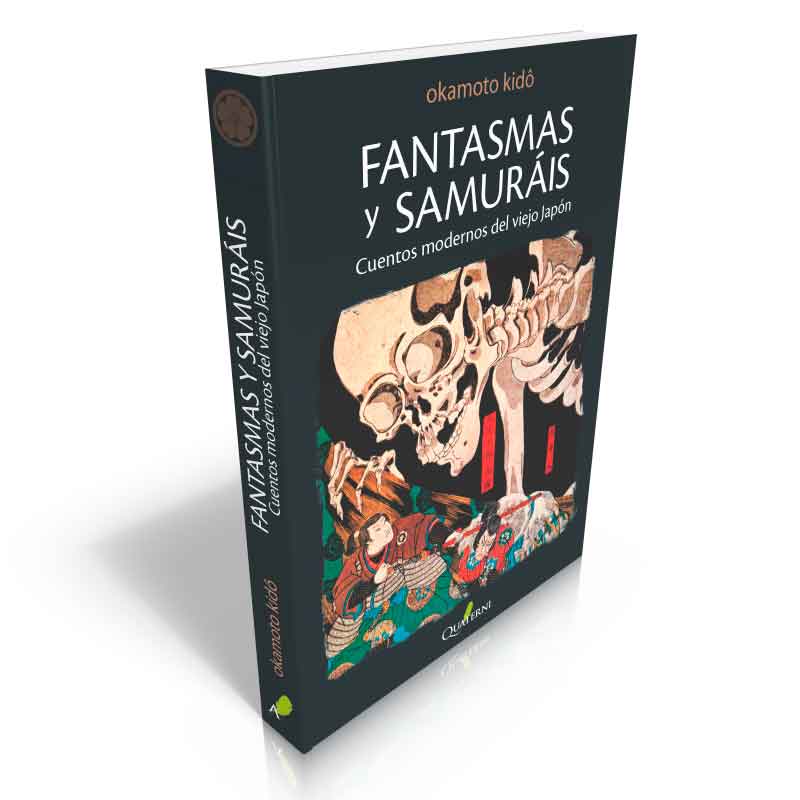 okamoto kidô
FANTASMAS
y SAMURÁIS
Cuentos modernos del viejo Japón
QUATERNI
FANTASMAS Y SAMURÁIS
Cuentos modernos del viejo Japón
okamoto kidô